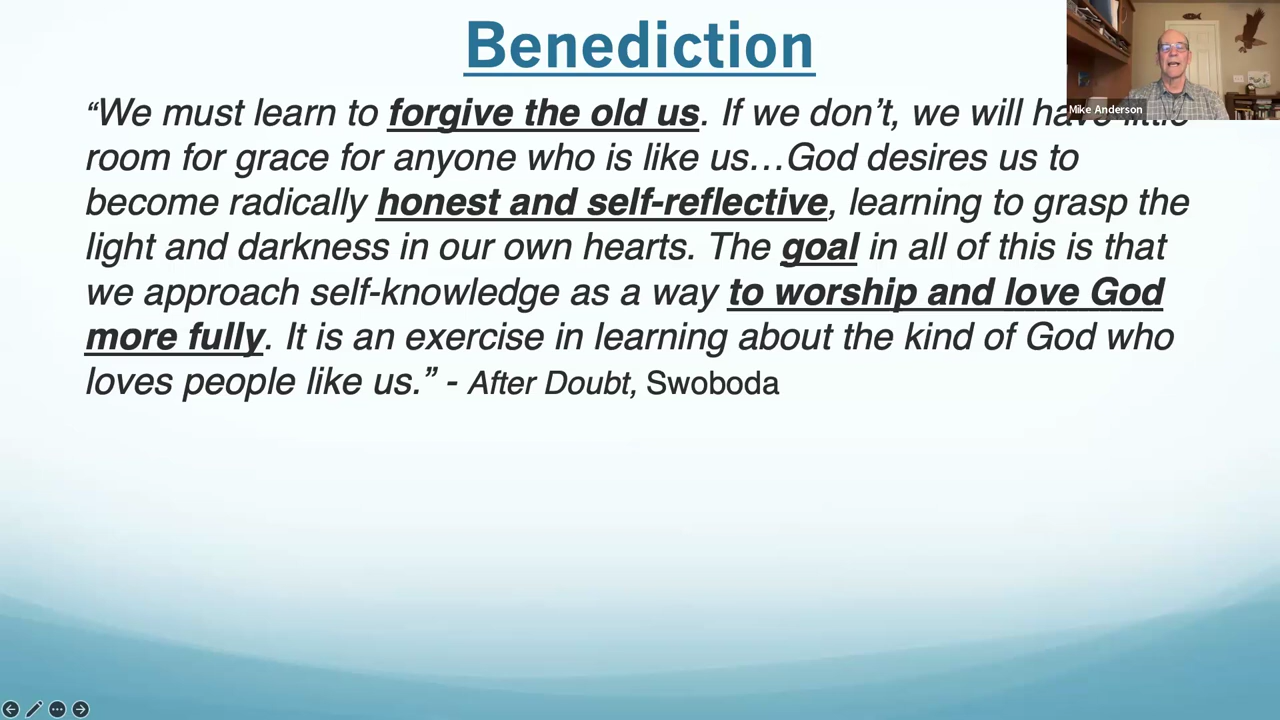 Benediction
Mike Anderson
“We must learn to forgive the old us. If we don’t, we will have little
room for grace for anyone who is like us…God desires us to
become radically honest and self-reflective, learning to grasp the
light and darkness in our own hearts. The goal in all of this is that
we approach self-knowledge as a way to worship and love God
more fully. It is an exercise in learning about the kind of God who
loves people like us.” - After Doubt, Swoboda